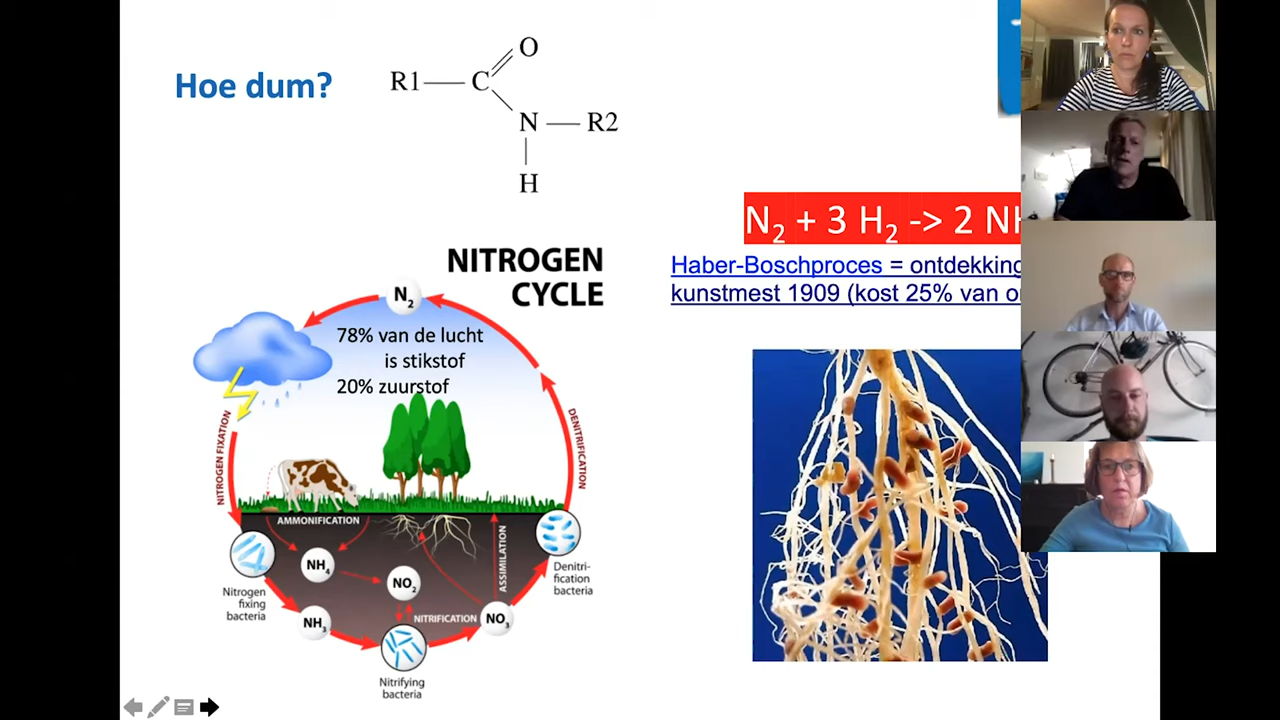 Hoe dum?
O
R1 C
N R2
H
N₂ + 3 H₂ -> 2 NH
Haber-Boschproces = ontdekking
kunstmest 1909 (kost 25% van
NITROGEN
CYCLE
N₂
78% van de lucht
is stikstof
20% zuurstof
NITROGEN FIXATION
DENITRIFICATION
AMMONIFICATION
ASSIMILATION
NH₄
NO₂
NITRIFICATION
NO₃
NH₃
Nitrogen
fixing
bacteria
Denitri-
fication
bacteria
Nitrifying
bacteria